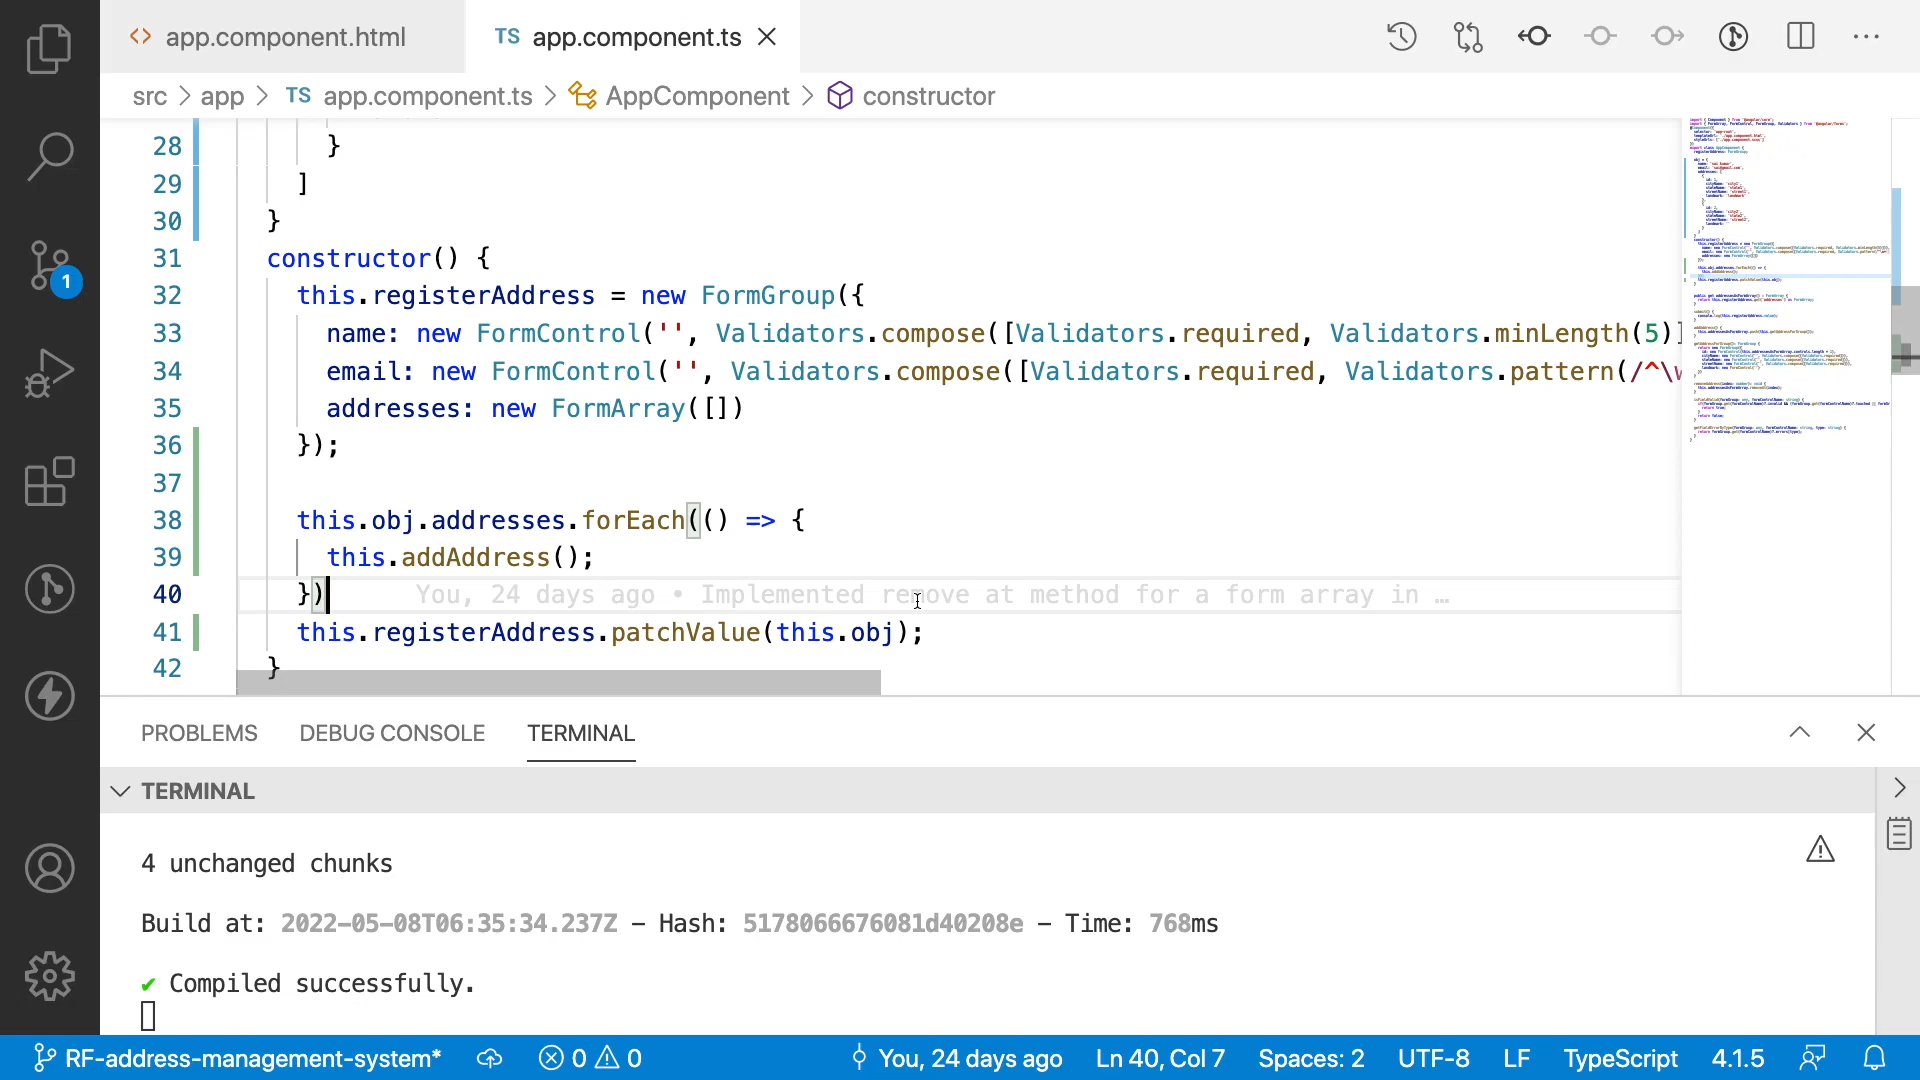 <> app.component.html
TS app.component.ts
src > app > TS app.component.ts > AppComponent > constructor
28 }
29 ]
30 }
31 constructor() {
32 this.registerAddress = new FormGroup({
33 name: new FormControl('', Validators.compose([Validators.required, Validators.minLength(5)]
34 email: new FormControl('', Validators.compose([Validators.required, Validators.pattern(/^\w
35 addresses: new FormArray([])
36 });
37
38 this.obj.addresses.forEach(() => {
39 this.addAddress();
40 }) You, 24 days ago • Implemented remove at method for a form array in …
41 this.registerAddress.patchValue(this.obj);
42 }
1
PROBLEMS DEBUG CONSOLE TERMINAL
TERMINAL
4 unchanged chunks
Build at: 2022-05-08T06:35:34.237Z - Hash: 5178066676081d40208e - Time: 768ms
✔ Compiled successfully.
RF-address-management-system* 0 0 You, 24 days ago Ln 40, Col 7 Spaces: 2 UTF-8 LF TypeScript 4.1.5